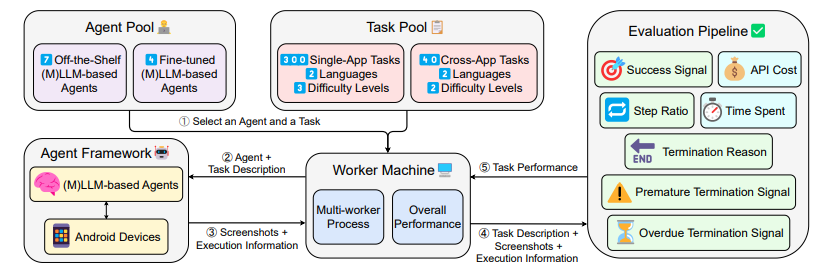 Agent Pool
7 Off-the-Shelf
(M)LLM-based
Agents
4 Fine-tuned
(M)LLM-based
Agents
Task Pool
300 Single-App Tasks
2 Languages
3 Difficulty Levels
40 Cross-App Tasks
2 Languages
2 Difficulty Levels
① Select an Agent and a Task
Agent Framework
(M)LLM-based Agents
Android Devices
② Agent +
Task Description
③ Screenshots +
Execution Information
Worker Machine
Multi-worker
Process
Overall
Performance
⑤ Task Performance
④ Task Description +
Screenshots +
Execution Information
Evaluation Pipeline
Success Signal
API Cost
Step Ratio
Time Spent
END
Termination Reason
Premature Termination Signal
Overdue Termination Signal